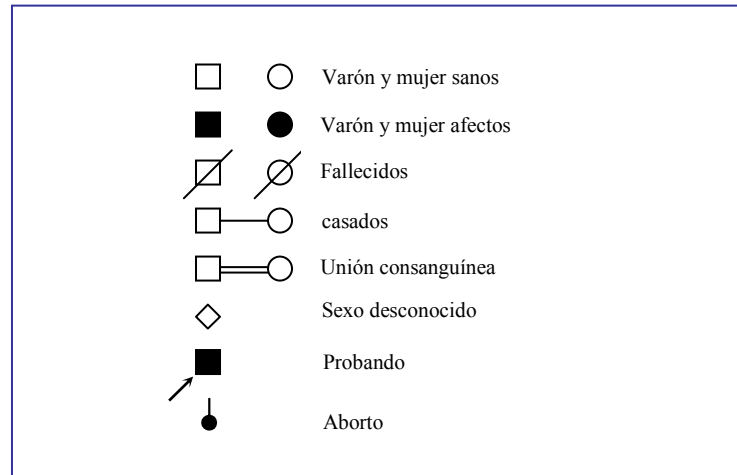 Varón y mujer sanos
Varón y mujer afectos
Fallecidos
casados
Unión consanguínea
Sexo desconocido
Probando
Aborto